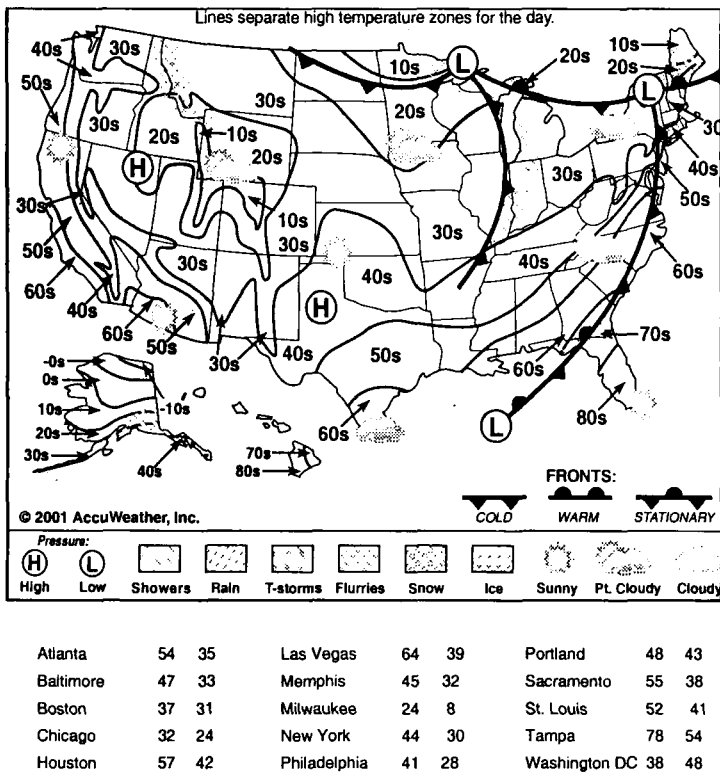 Lines separate high temperature zones for the day.
40s 30s
50s
30s
20s
10s
30s
20s
H
10s
L
20s
20s
10s
20s
L
30s
40s
50s
30s
30s
50s
60s
40s
60s
50s
30s
30s
10s
30s
40s
H
40s
50s
60s
30s
30s
40s
60s
60s
70s
80s
L
-0s
0s
10s
-10s
20s
30s
40s
70s
80s
FRONTS:
COLD WARM STATIONARY
© 2001 AccuWeather, Inc.
Pressure:
H L
High Low Showers Rain T-storms Flurries Snow Ice Sunny Pt. Cloudy Cloudy
Atlanta 54 35 Las Vegas 64 39 Portland 48 43
Baltimore 47 33 Memphis 45 32 Sacramento 55 38
Boston 37 31 Milwaukee 24 8 St. Louis 52 41
Chicago 32 24 New York 44 30 Tampa 78 54
Houston 57 42 Philadelphia 41 28 Washington DC 38 48